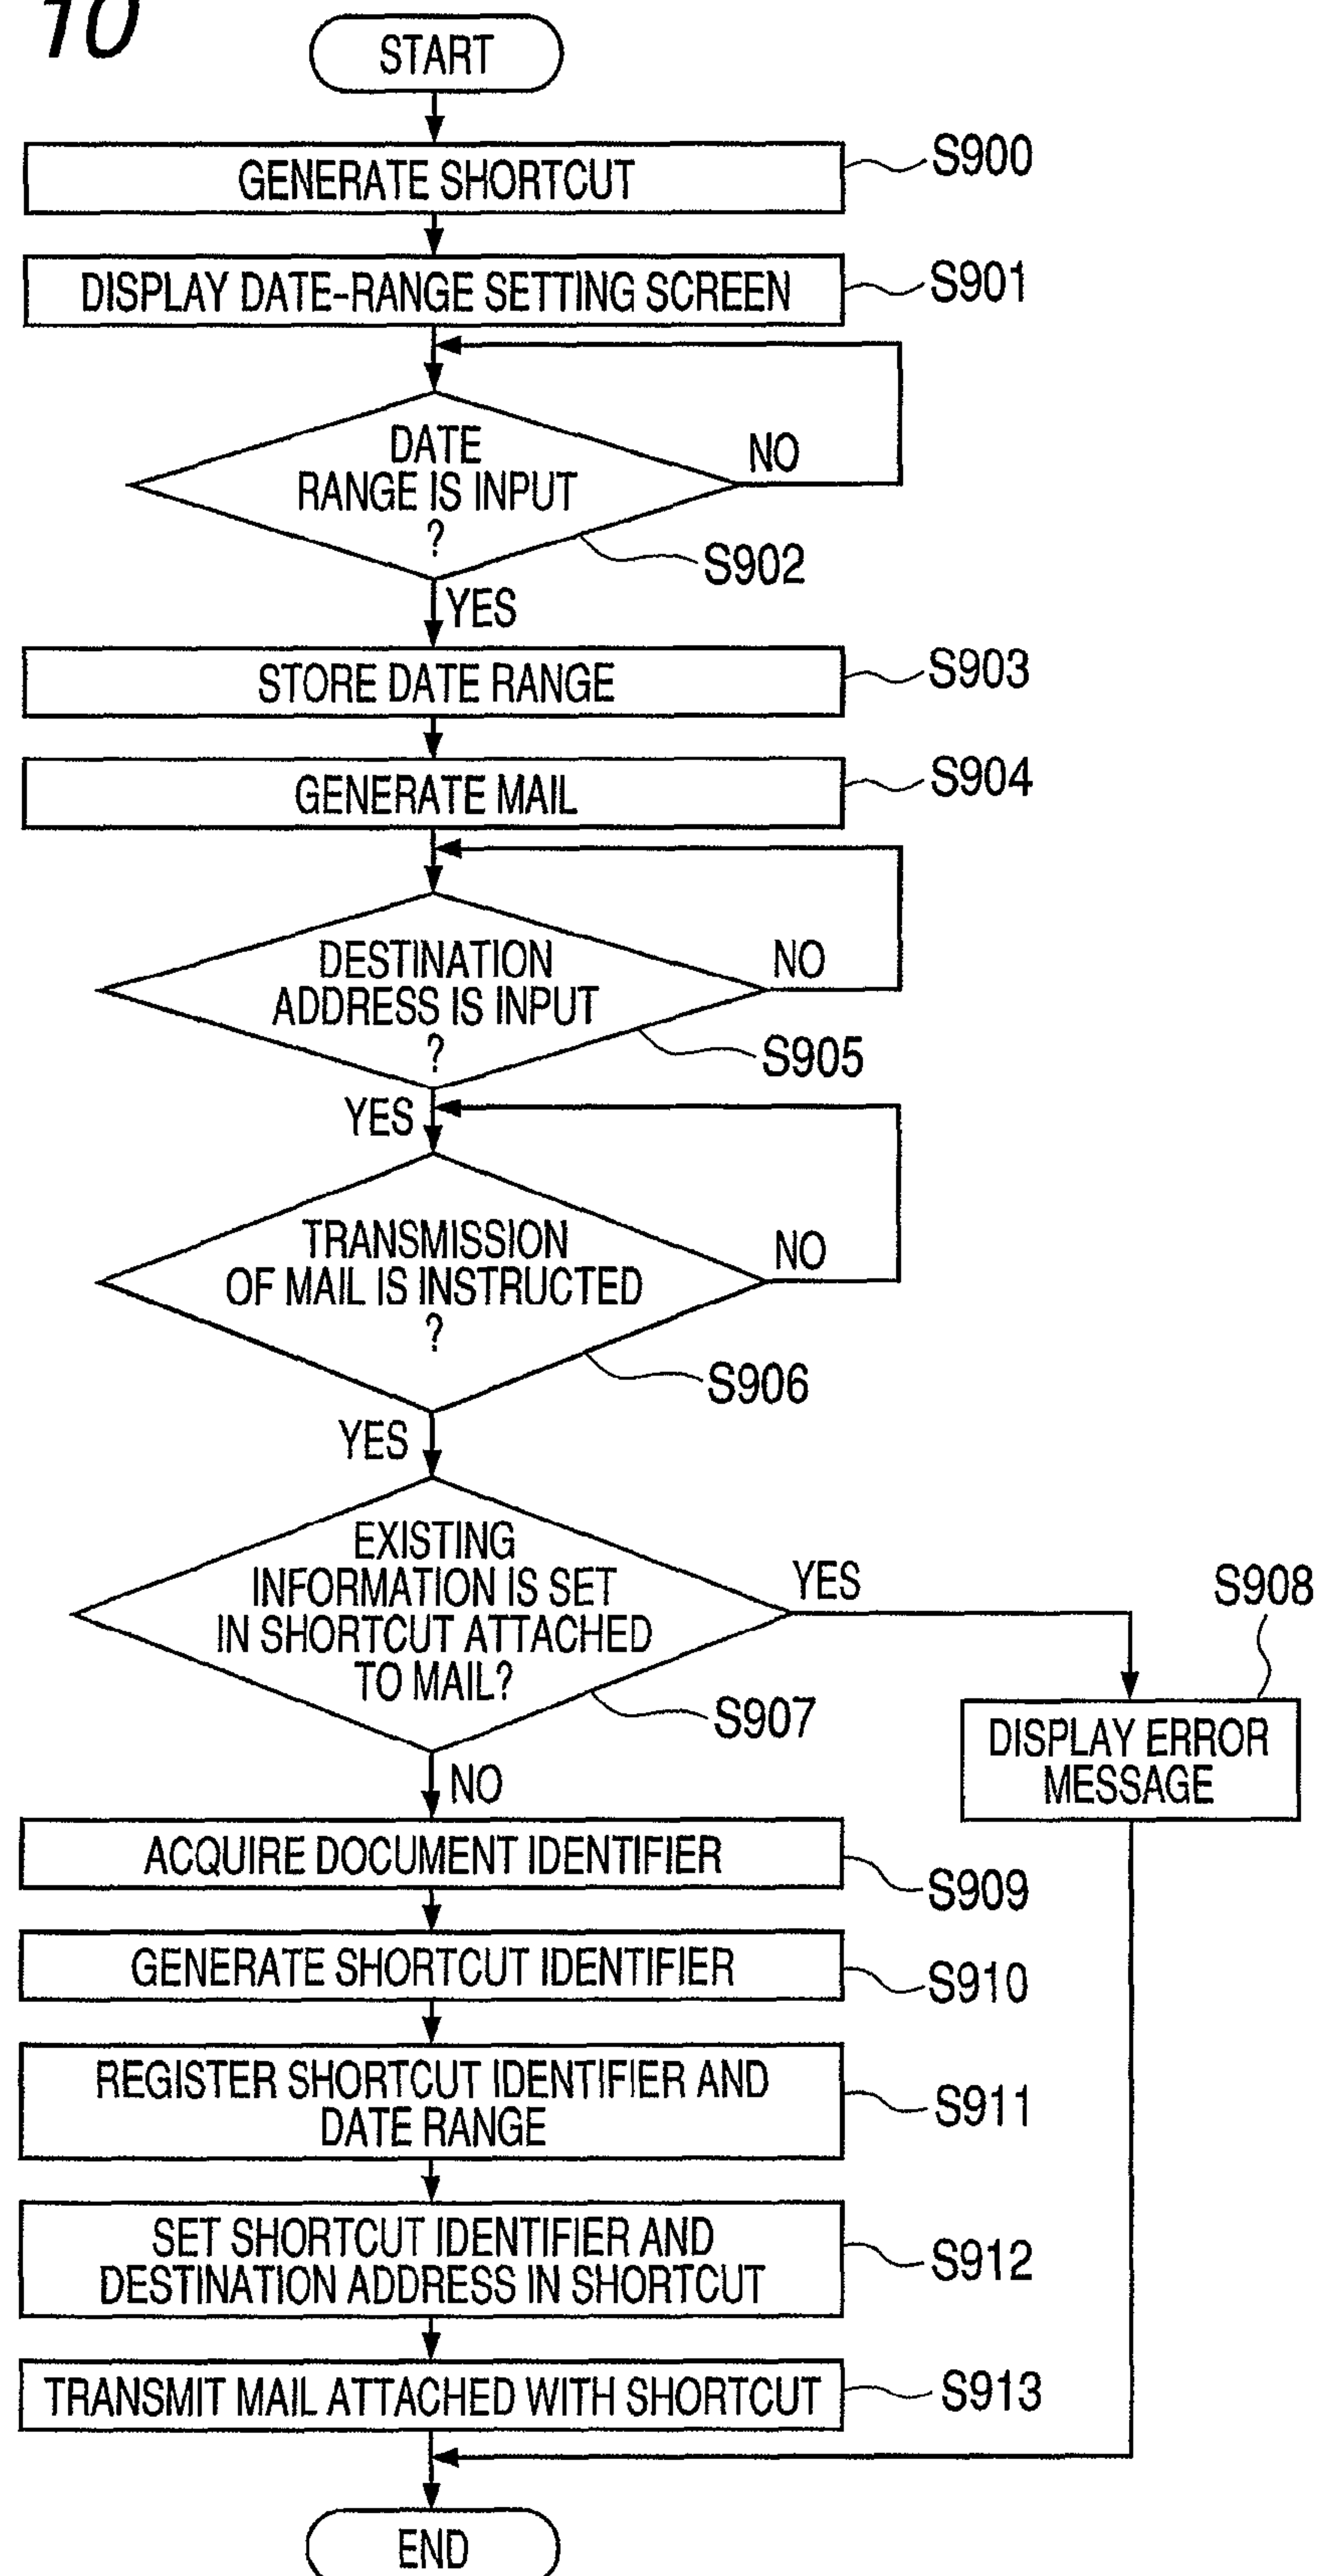 10
START
GENERATE SHORTCUT
S900
DISPLAY DATE-RANGE SETTING SCREEN
S901
DATE
RANGE IS INPUT
?
NO
S902
YES
STORE DATE RANGE
S903
GENERATE MAIL
S904
DESTINATION
ADDRESS IS INPUT
?
NO
S905
YES
TRANSMISSION
OF MAIL IS INSTRUCTED
?
NO
S906
YES
EXISTING
INFORMATION IS SET
IN SHORTCUT ATTACHED
TO MAIL?
YES
S907
S908
DISPLAY ERROR
MESSAGE
NO
ACQUIRE DOCUMENT IDENTIFIER
S909
GENERATE SHORTCUT IDENTIFIER
S910
REGISTER SHORTCUT IDENTIFIER AND
DATE RANGE
S911
SET SHORTCUT IDENTIFIER AND
DESTINATION ADDRESS IN SHORTCUT
S912
TRANSMIT MAIL ATTACHED WITH SHORTCUT
S913
END